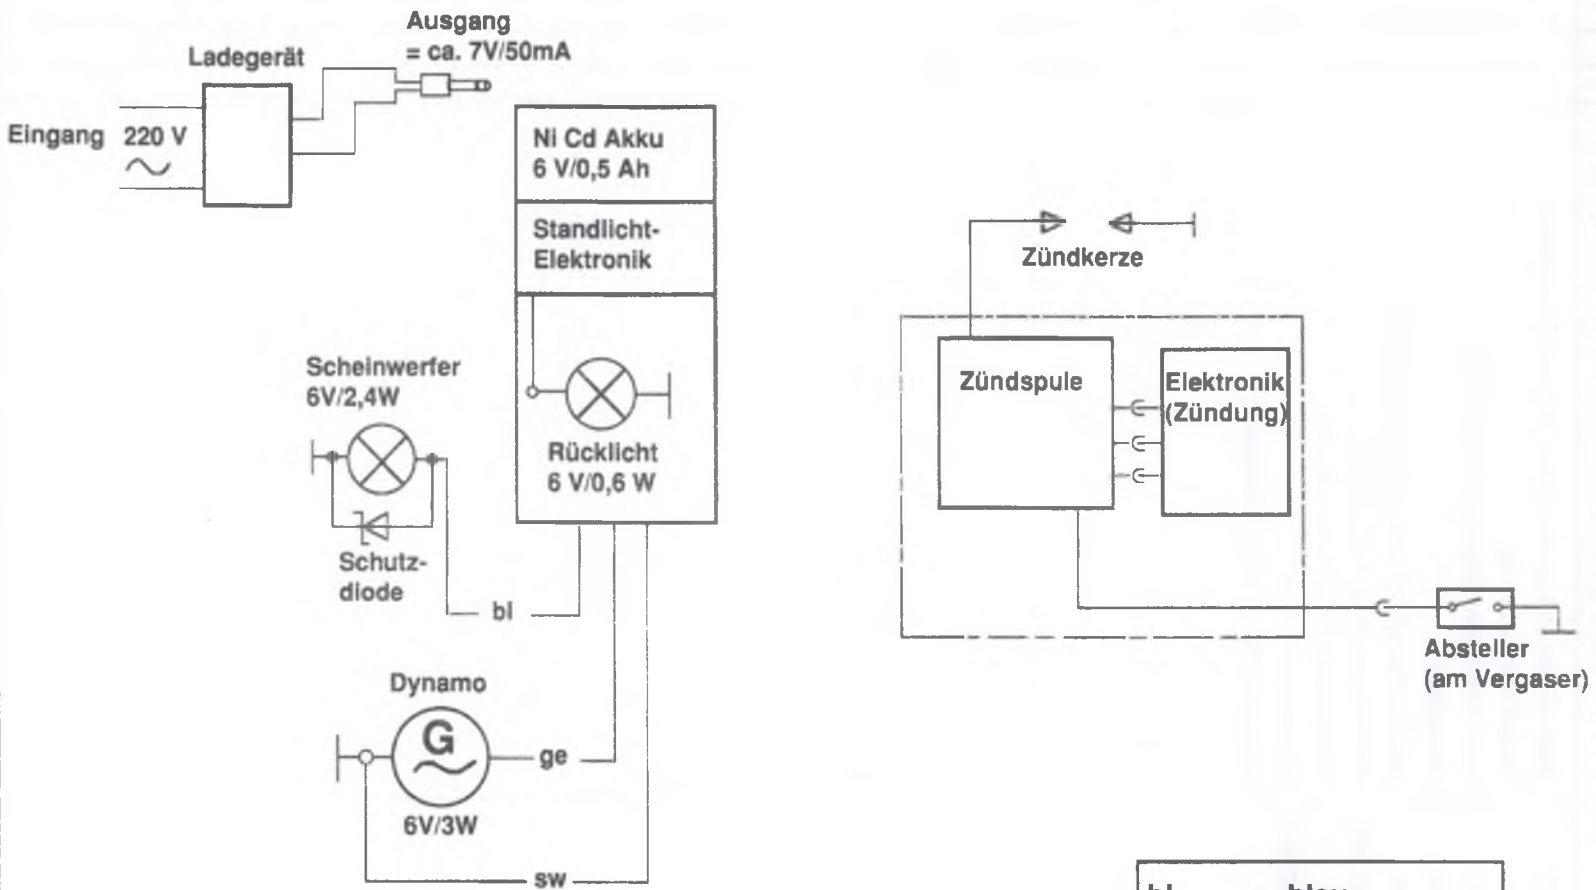 Ausgang
= ca. 7V/50mA
Ladegerät
Eingang 220 V
Ni Cd Akku
6 V/0,5 Ah
Standlicht-
Elektronik
Scheinwerfer
6V/2,4W
Rücklicht
6 V/0,6 W
Schutz-
diode
bl
Dynamo
G
ge
6V/3W
sw
Zündkerze
Zündspule
Elektronik
(Zündung)
Absteller
(am Vergaser)